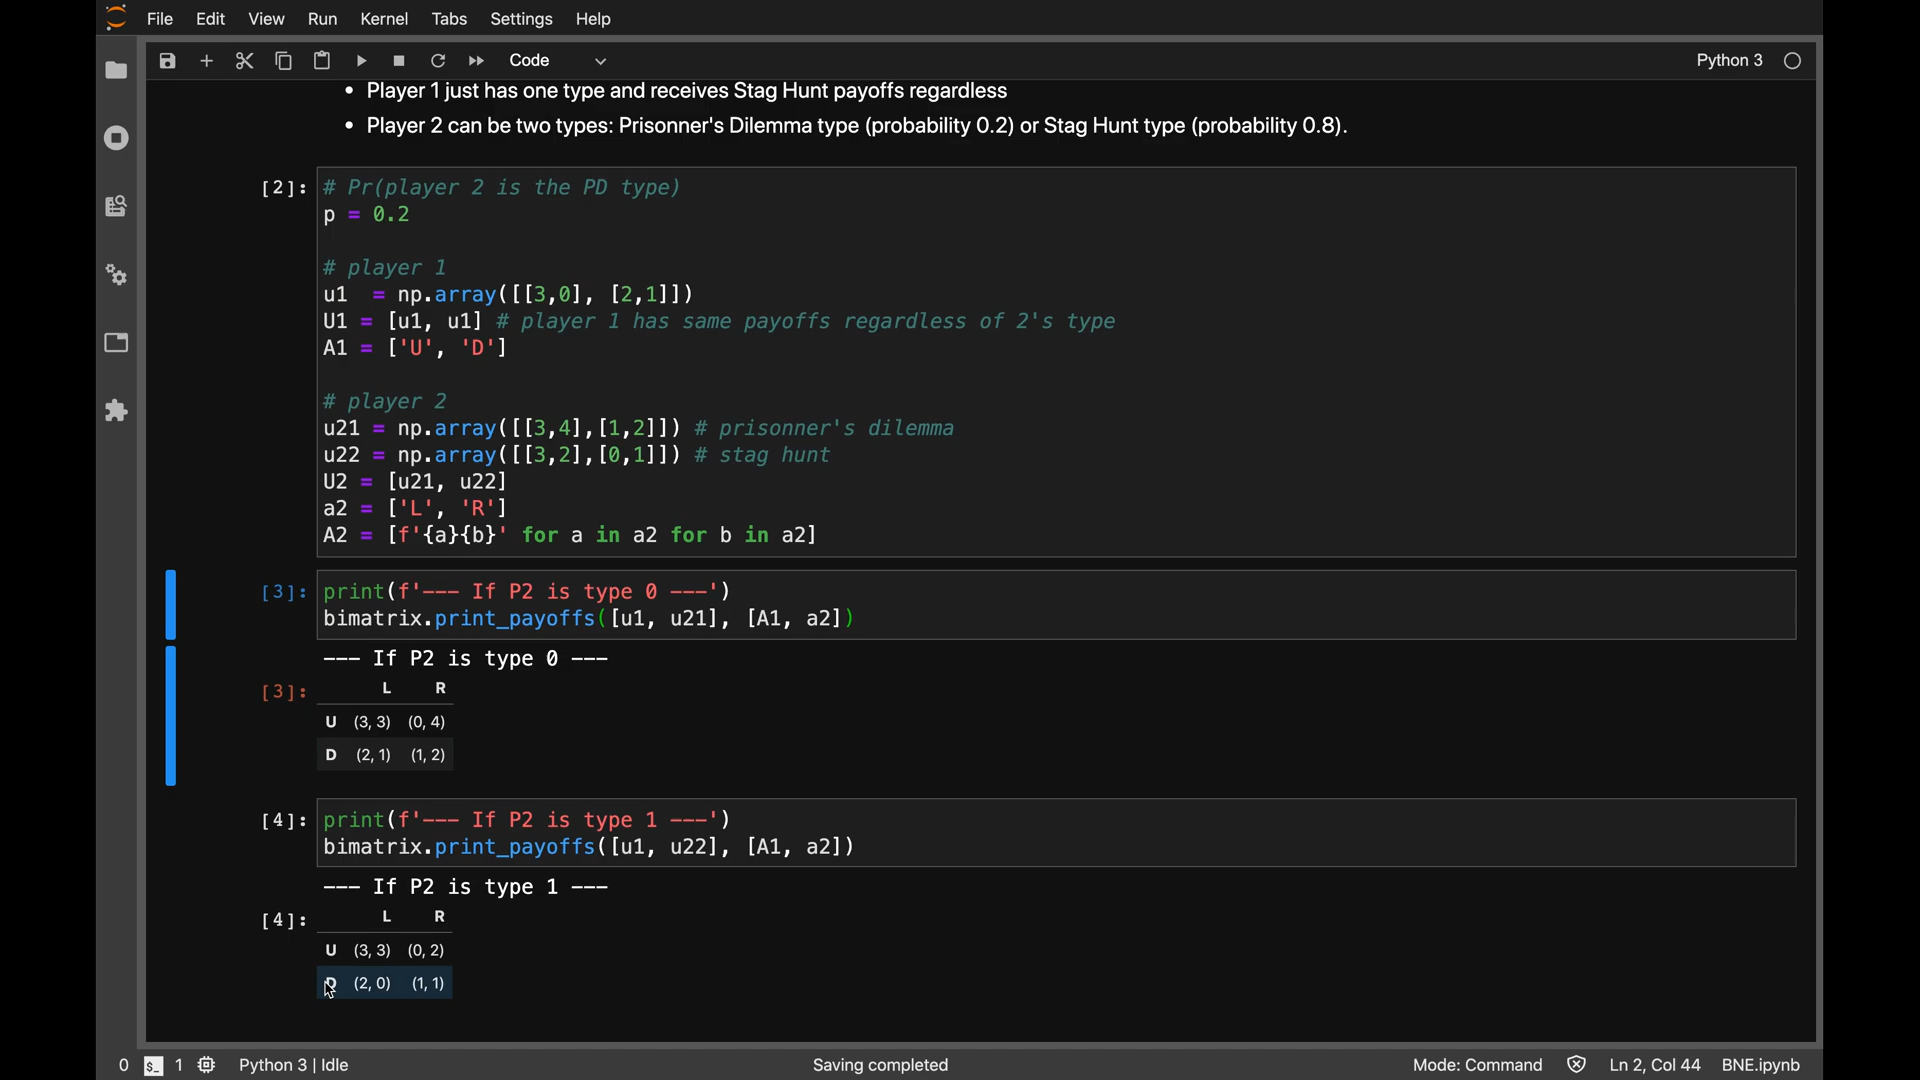 File Edit View Run Kernel Tabs Settings Help
Code Python 3
• Player 1 just has one type and receives Stag Hunt payoffs regardless
• Player 2 can be two types: Prisonner's Dilemma type (probability 0.2) or Stag Hunt type (probability 0.8).
[2]: # Pr(player 2 is the PD type)
p = 0.2
# player 1
u1 = np.array([[3,0], [2,1]])
U1 = [u1, u1] # player 1 has same payoffs regardless of 2's type
A1 = ['U', 'D']
# player 2
u21 = np.array([[3,4],[1,2]]) # prisonner's dilemma
u22 = np.array([[3,2],[0,1]]) # stag hunt
U2 = [u21, u22]
a2 = ['L', 'R']
A2 = [f'{a}{b}' for a in a2 for b in a2]
[3]: print(f'--- If P2 is type 0 ---')
bimatrix.print_payoffs([u1, u21], [A1, a2])
--- If P2 is type 0 ---
[3]: L R
U (3, 3) (0, 4)
D (2, 1) (1, 2)
[4]: print(f'--- If P2 is type 1 ---')
bimatrix.print_payoffs([u1, u22], [A1, a2])
--- If P2 is type 1 ---
[4]: L R
U (3, 3) (0, 2)
D (2, 0) (1, 1)
0 $_ 1 Python 3 | Idle Saving completed Mode: Command Ln 2, Col 44 BNE.ipynb